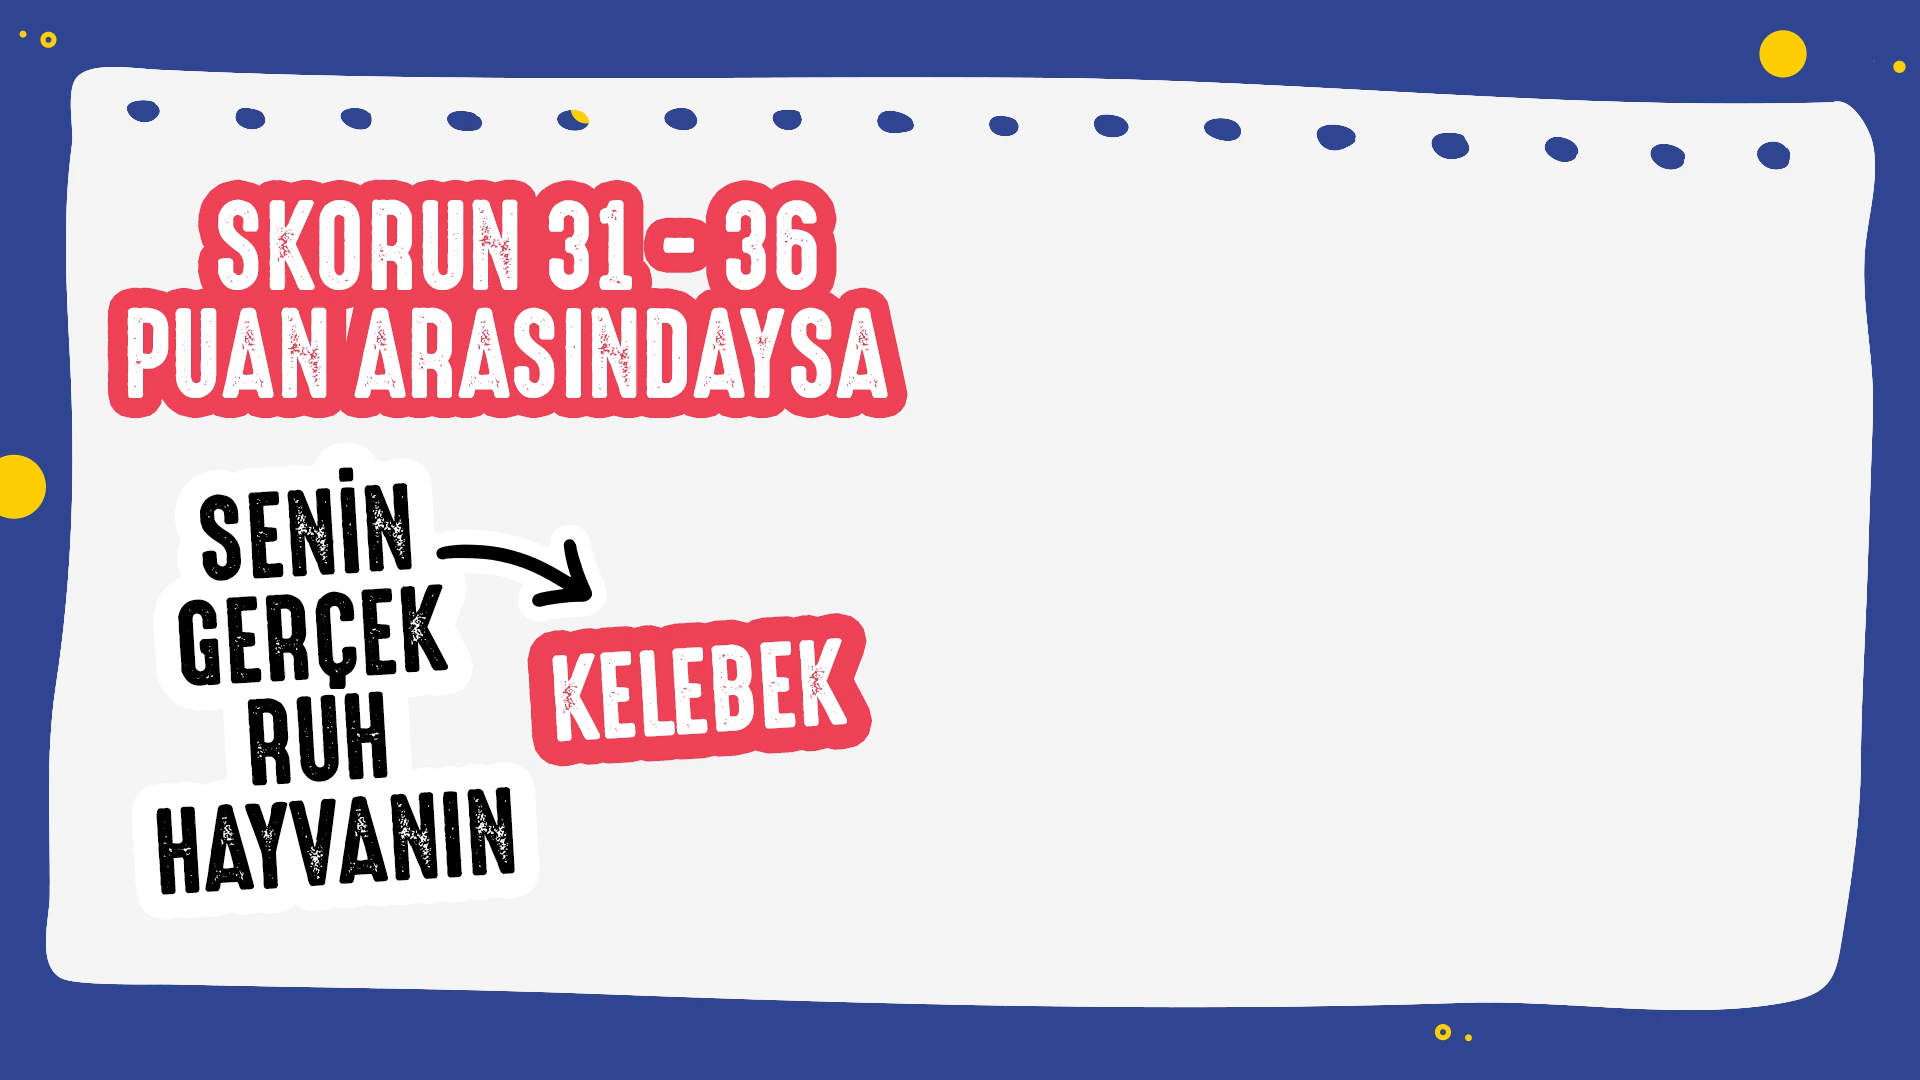 SKORUN 31 - 36
PUAN ARASINDAYSA
SENİN
GERÇEK
RUH
HAYVANIN
KELEBEK